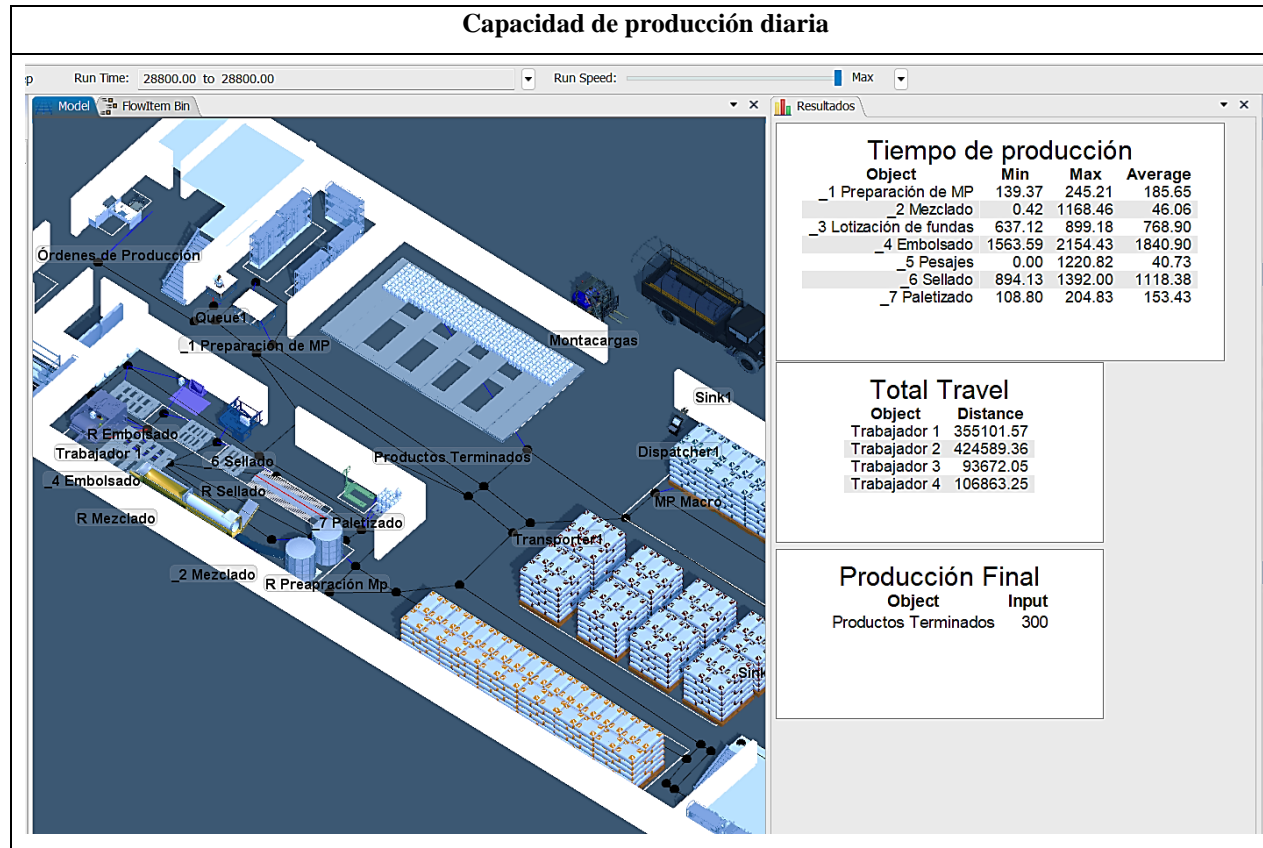 Capacidad de producción diaria
p Run Time: 28800.00 to 28800.00 Run Speed: Max
Model FlowItem Bin
Resultados
Órdenes de Producción
Queue1
_1 Preparación de MP
Montacargas
Sink1
R Embolsado
Trabajador 1
_6 Sellado
Productos Terminados
Dispatcher1
_4 Embolsado
R Sellado
MP Macro
R Mezclado
_7 Paletizado
Transporter1
_2 Mezclado
R Preapración Mp
Sink
Tiempo de producción
Object Min Max Average
_1 Preparación de MP 139.37 245.21 185.65
_2 Mezclado 0.42 1168.46 46.06
_3 Lotización de fundas 637.12 899.18 768.90
_4 Embolsado 1563.59 2154.43 1840.90
_5 Pesajes 0.00 1220.82 40.73
_6 Sellado 894.13 1392.00 1118.38
_7 Paletizado 108.80 204.83 153.43
Total Travel
Object Distance
Trabajador 1 355101.57
Trabajador 2 424589.36
Trabajador 3 93672.05
Trabajador 4 106863.25
Producción Final
Object Input
Productos Terminados 300